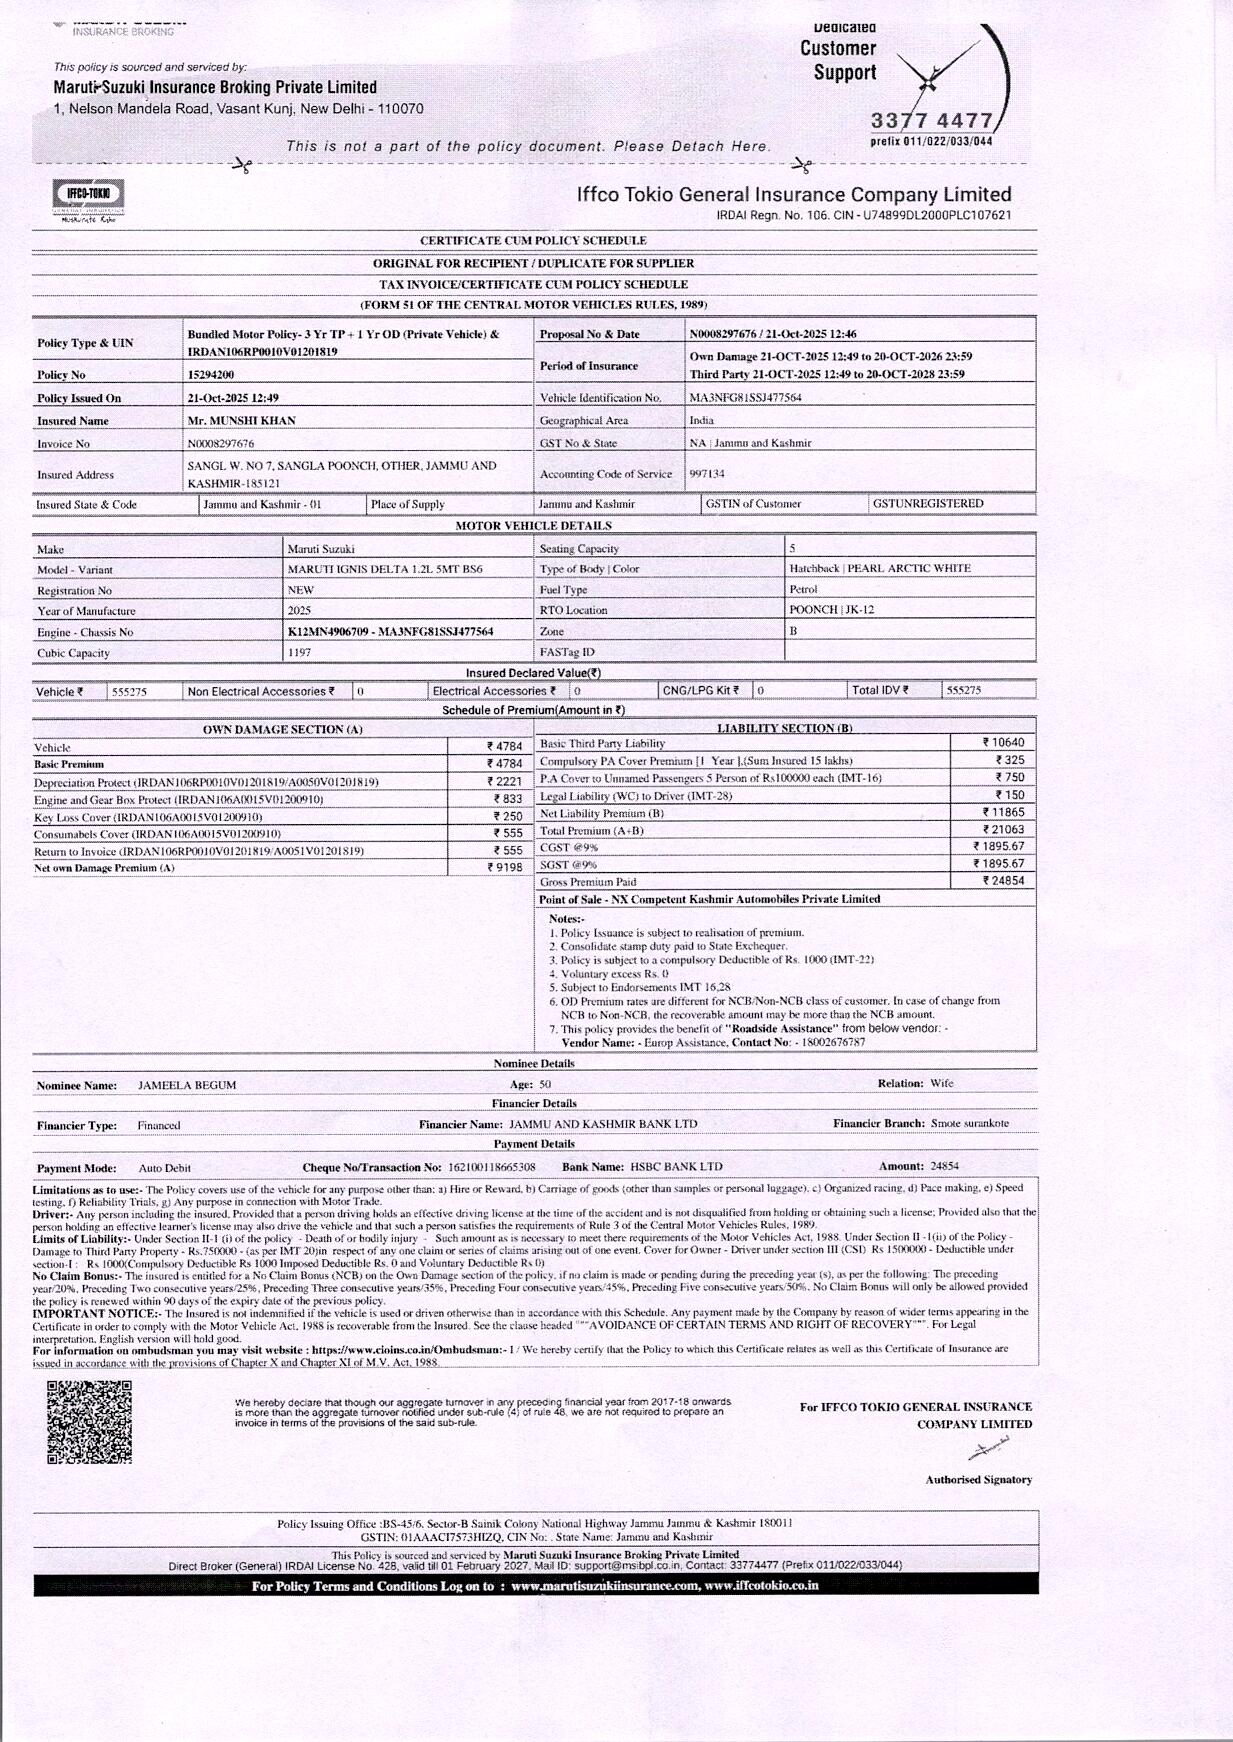 INSURANCE BROKING
Dedicated
Customer
Support
3377 4477
prefix 011/022/033/044
This policy is sourced and serviced by:
Maruti Suzuki Insurance Broking Private Limited
1, Nelson Mandela Road, Vasant Kunj, New Delhi - 110070
This is not a part of the policy document. Please Detach Here.
IFFCO-TOKIO
Muskurate Raho
Iffco Tokio General Insurance Company Limited
IRDAI Regn. No. 106. CIN - U74899DL2000PLC107621
CERTIFICATE CUM POLICY SCHEDULE
ORIGINAL FOR RECIPIENT / DUPLICATE FOR SUPPLIER
TAX INVOICE/CERTIFICATE CUM POLICY SCHEDULE
(FORM 51 OF THE CENTRAL MOTOR VEHICLES RULES, 1989)
Policy Type & UIN Bundled Motor Policy- 3 Yr TP + 1 Yr OD (Private Vehicle) & IRDAN106RP0010V01201819
Proposal No & Date N0008297676 / 21-Oct-2025 12:46
Period of Insurance Own Damage 21-OCT-2025 12:49 to 20-OCT-2026 23:59
Third Party 21-OCT-2025 12:49 to 20-OCT-2028 23:59
Policy No 15294200
Policy Issued On 21-Oct-2025 12:49 Vehicle Identification No. MA3NFG81SSJ477564
Insured Name Mr. MUNSHI KHAN Geographical Area India
Invoice No N0008297676 GST No & State NA | Jammu and Kashmir
Insured Address SANGL W. NO 7, SANGLA POONCH, OTHER, JAMMU AND KASHMIR-185121 Accounting Code of Service 997134
Insured State & Code Jammu and Kashmir - 01 Place of Supply Jammu and Kashmir GSTIN of Customer GSTUNREGISTERED
MOTOR VEHICLE DETAILS
Make Maruti Suzuki Seating Capacity 5
Model - Variant MARUTI IGNIS DELTA 1.2L 5MT BS6 Type of Body | Color Hatchback | PEARL ARCTIC WHITE
Registration No NEW Fuel Type Petrol
Year of Manufacture 2025 RTO Location POONCH | JK-12
Engine - Chassis No K12MN4906709 - MA3NFG81SSJ477564 Zone B
Cubic Capacity 1197 FASTag ID
Insured Declared Value(₹)
Vehicle ₹ 555275 Non Electrical Accessories ₹ 0 Electrical Accessories ₹ 0 CNG/LPG Kit ₹ 0 Total IDV ₹ 555275
Schedule of Premium(Amount in ₹)
OWN DAMAGE SECTION (A)
Vehicle ₹ 4784
Basic Premium ₹ 4784
Depreciation Protect (IRDAN106RP0010V01201819/A0050V01201819) ₹ 2221
Engine and Gear Box Protect (IRDAN106A0015V01200910) ₹ 833
Key Loss Cover (IRDAN106A0015V01200910) ₹ 250
Consumabels Cover (IRDAN106A0015V01200910) ₹ 555
Return to Invoice (IRDAN106RP0010V01201819/A0051V01201819) ₹ 555
Net own Damage Premium (A) ₹ 9198
LIABILITY SECTION (B)
Basic Third Party Liability ₹ 10640
Compulsory PA Cover Premium [1 Year ],(Sum Insured 15 lakhs) ₹ 325
P.A Cover to Unnamed Passengers 5 Person of Rs100000 each (IMT-16) ₹ 750
Legal Liability (WC) to Driver (IMT-28) ₹ 150
Net Liability Premium (B) ₹ 11865
Total Premium (A+B) ₹ 21063
CGST @9% ₹ 1895.67
SGST @9% ₹ 1895.67
Gross Premium Paid ₹ 24854
Point of Sale - NX Competent Kashmir Automobiles Private Limited
Notes:-
1. Policy Issuance is subject to realisation of premium.
2. Consolidate stamp duty paid to State Exchequer.
3. Policy is subject to a compulsory Deductible of Rs. 1000 (IMT-22)
4. Voluntary excess Rs. 0
5. Subject to Endorsements IMT 16,28
6. OD Premium rates are different for NCB/Non-NCB class of customer. In case of change from
NCB to Non-NCB, the recoverable amount may be more than the NCB amount.
7. This policy provides the benefit of "Roadside Assistance" from below vendor: -
Vendor Name: - Europ Assistance, Contact No: - 18002676787
Nominee Details
Nominee Name: JAMEELA BEGUM Age: 50 Relation: Wife
Financier Details
Financier Type: Financed Financier Name: JAMMU AND KASHMIR BANK LTD Financier Branch: Smote surankote
Payment Details
Payment Mode: Auto Debit Cheque No/Transaction No: 162100118665308 Bank Name: HSBC BANK LTD Amount: 24854
Limitations as to use:- The Policy covers use of the vehicle for any purpose other than: a) Hire or Reward, b) Carriage of goods (other than samples or personal luggage), c) Organized racing, d) Pace making, e) Speed
testing, f) Reliability Trials, g) Any purpose in connection with Motor Trade.
Driver:- Any person including the insured, Provided that a person driving holds an effective driving license at the time of the accident and is not disqualified from holding or obtaining such a license; Provided also that the
person holding an effective learner's license may also drive the vehicle and that such a person satisfies the requirements of Rule 3 of the Central Motor Vehicles Rules, 1989.
Limits of Liability:- Under Section II-1 (i) of the policy - Death of or bodily injury - Such amount as is necessary to meet there requirements of the Motor Vehicles Act, 1988. Under Section II -1(ii) of the Policy -
Damage to Third Party Property - Rs.750000 - (as per IMT 20)in respect of any one claim or series of claims arising out of one event. Cover for Owner - Driver under section III (CSI) Rs 1500000 - Deductible under
section-I : Rs 1000(Compulsory Deductible Rs 1000 Imposed Deductible Rs. 0 and Voluntary Deductible Rs 0)
No Claim Bonus:- The insured is entitled for a No Claim Bonus (NCB) on the Own Damage section of the policy, if no claim is made or pending during the preceding year (s), as per the following: The preceding
year/20%, Preceding Two consecutive years/25%, Preceding Three consecutive years/35%, Preceding Four consecutive years/45%, Preceding Five consecutive years/50%. No Claim Bonus will only be allowed provided
the policy is renewed within 90 days of the expiry date of the previous policy.
IMPORTANT NOTICE:- The Insured is not indemnified if the vehicle is used or driven otherwise than in accordance with this Schedule. Any payment made by the Company by reason of wider terms appearing in the
Certificate in order to comply with the Motor Vehicle Act, 1988 is recoverable from the Insured. See the clause headed """AVOIDANCE OF CERTAIN TERMS AND RIGHT OF RECOVERY""". For Legal
interpretation, English version will hold good.
For information on ombudsman you may visit website : https://www.cioins.co.in/Ombudsman:- I / We hereby certify that the Policy to which this Certificate relates as well as this Certificate of Insurance are
issued in accordance with the provisions of Chapter X and Chapter XI of M.V. Act, 1988.
We hereby declare that though our aggregate turnover in any preceding financial year from 2017-18 onwards
is more than the aggregate turnover notified under sub-rule (4) of rule 48, we are not required to prepare an
invoice in terms of the provisions of the said sub-rule.
For IFFCO TOKIO GENERAL INSURANCE
COMPANY LIMITED
Authorised Signatory
Policy Issuing Office :BS-45/6, Sector-B Sainik Colony National Highway Jammu Jammu & Kashmir 180011
GSTIN: 01AAACI7573H1ZQ, CIN No: . State Name: Jammu and Kashmir
This Policy is sourced and serviced by Maruti Suzuki Insurance Broking Private Limited
Direct Broker (General) IRDAI License No. 428, valid till 01 February 2027, Mail ID: support@msibpl.co.in, Contact: 33774477 (Prefix 011/022/033/044)
For Policy Terms and Conditions Log on to : www.marutisuzukiinsurance.com, www.iffcotokio.co.in